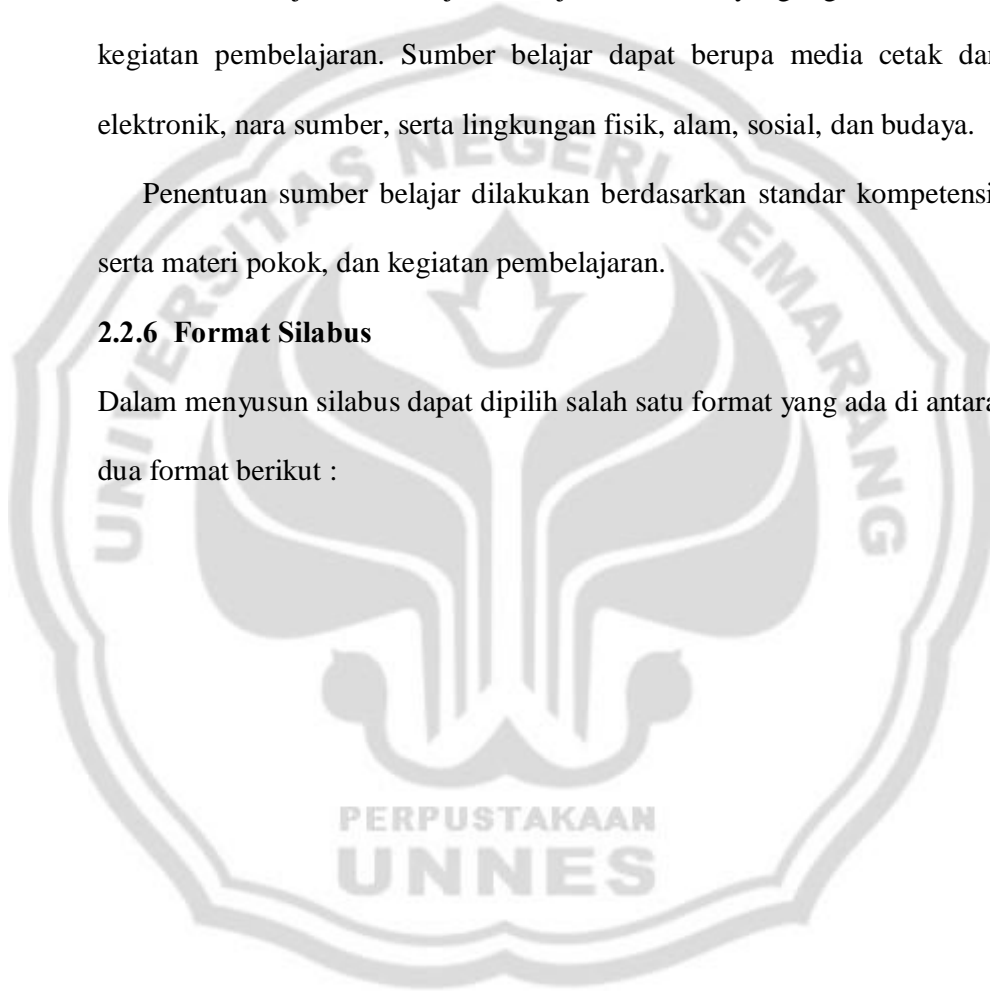 kegiatan pembelajaran. Sumber belajar dapat berupa media cetak dan
elektronik, nara sumber, serta lingkungan fisik, alam, sosial, dan budaya.
Penentuan sumber belajar dilakukan berdasarkan standar kompetensi
serta materi pokok, dan kegiatan pembelajaran.
2.2.6 Format Silabus
Dalam menyusun silabus dapat dipilih salah satu format yang ada di antara
dua format berikut :
UNIVERSITAS NEGERI SEMARANG
PERPUSTAKAAN
UNNES